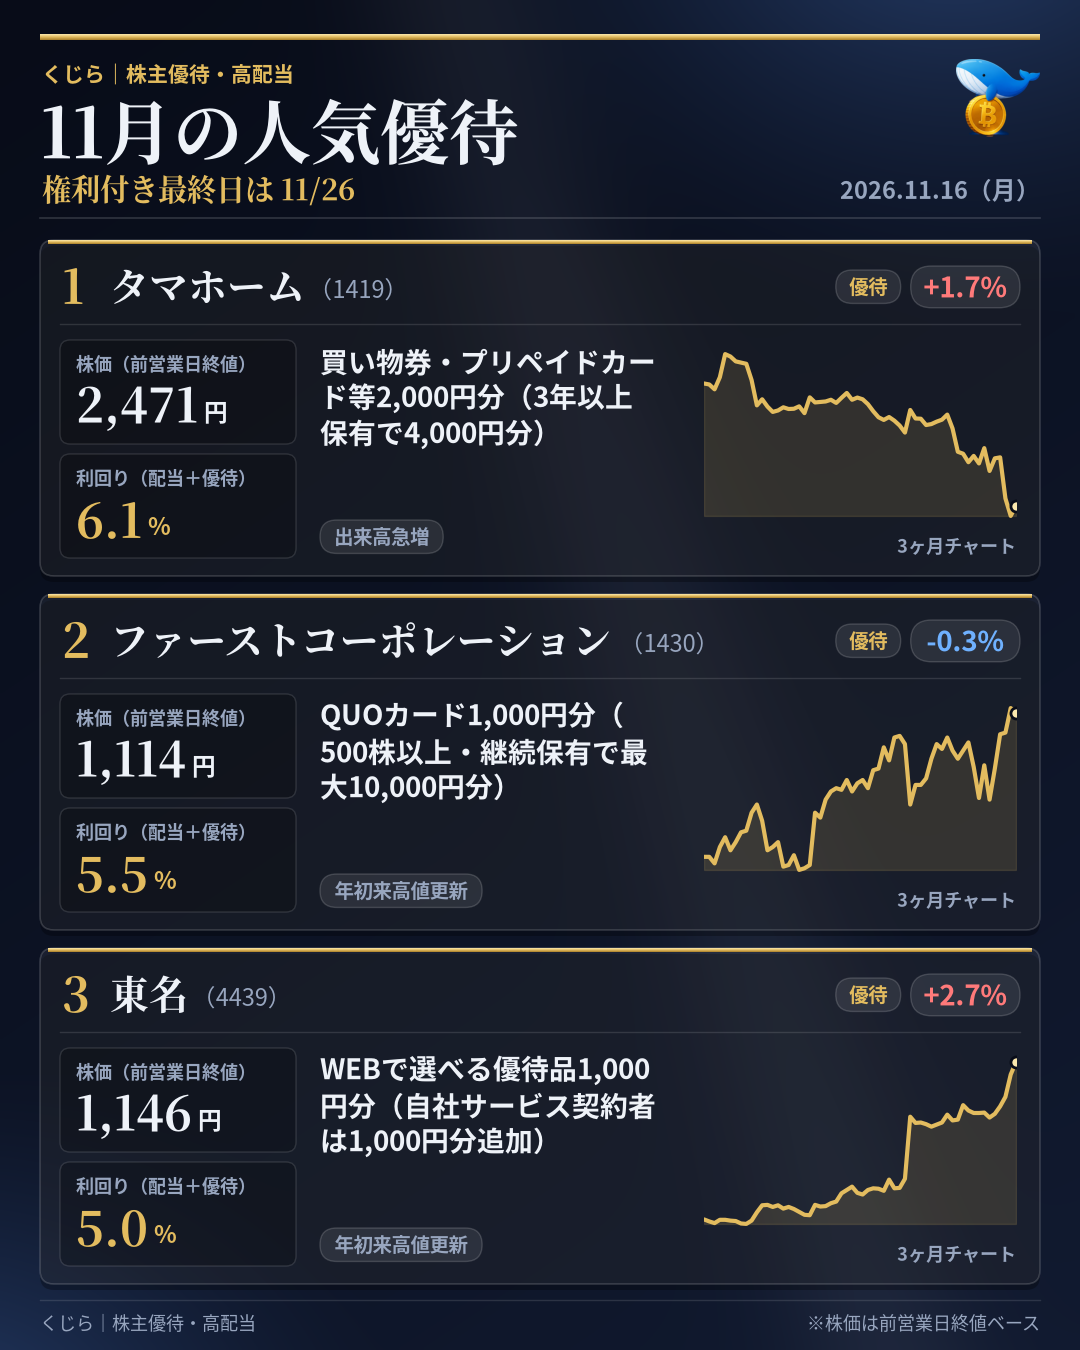 くじら｜株主優待・高配当
11月の人気優待
権利付き最終日は 11/26
2026.11.16（月）
1 タマホーム（1419）
優待 +1.7%
株価（前営業日終値）
2,471円
利回り（配当＋優待）
6.1%
買い物券・プリペイドカー
ド等2,000円分（3年以上
保有で4,000円分）
出来高急増
3ヶ月チャート
2 ファーストコーポレーション（1430）
優待 -0.3%
株価（前営業日終値）
1,114円
利回り（配当＋優待）
5.5%
QUOカード1,000円分（
500株以上・継続保有で最
大10,000円分）
年初来高値更新
3ヶ月チャート
3 東名（4439）
優待 +2.7%
株価（前営業日終値）
1,146円
利回り（配当＋優待）
5.0%
WEBで選べる優待品1,000
円分（自社サービス契約者
は1,000円分追加）
年初来高値更新
3ヶ月チャート
くじら｜株主優待・高配当
※株価は前営業日終値ベース